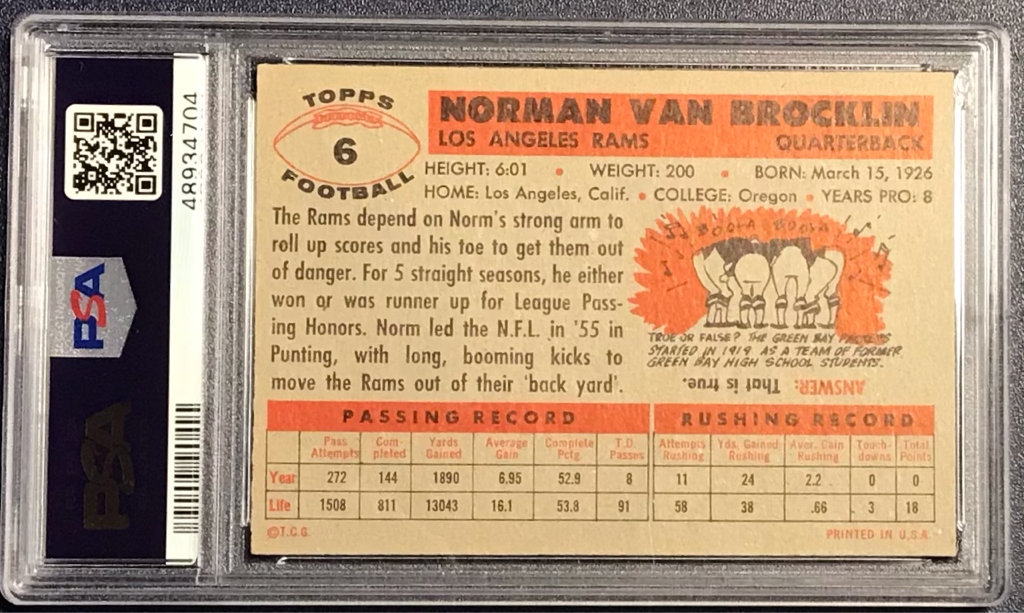 48934704
PSA
PSA
TOPPS
6
FOOTBALL
NORMAN VAN BROCKLIN
LOS ANGELES RAMS QUARTERBACK
HEIGHT: 6:01 • WEIGHT: 200 • BORN: March 15, 1926
HOME: Los Angeles, Calif. • COLLEGE: Oregon • YEARS PRO: 8
The Rams depend on Norm's strong arm to
roll up scores and his toe to get them out
of danger. For 5 straight seasons, he either
won or was runner up for League Pass-
ing Honors. Norm led the N.F.L. in '55 in
Punting, with long, booming kicks to
move the Rams out of their 'back yard'.
BOOLA BOOLA
TRUE OR FALSE? THE GREEN BAY PACKERS
STARTED IN 1919 AS A TEAM OF FORMER
GREEN BAY HIGH SCHOOL STUDENTS.
ANSWER: That is true.
PASSING RECORD RUSHING RECORD
Pass Attempts Com- pleted Yards Gained Average Gain Complete Pctg. T.D. Passes Attempts Rushing Yds. Gained Rushing Aver. Gain Rushing Touch- downs Total Points
Year 272 144 1890 6.95 52.9 8 11 24 2.2 0 0
Life 1508 811 13043 16.1 53.8 91 58 38 .66 3 18
©T.C.G. PRINTED IN U.S.A.